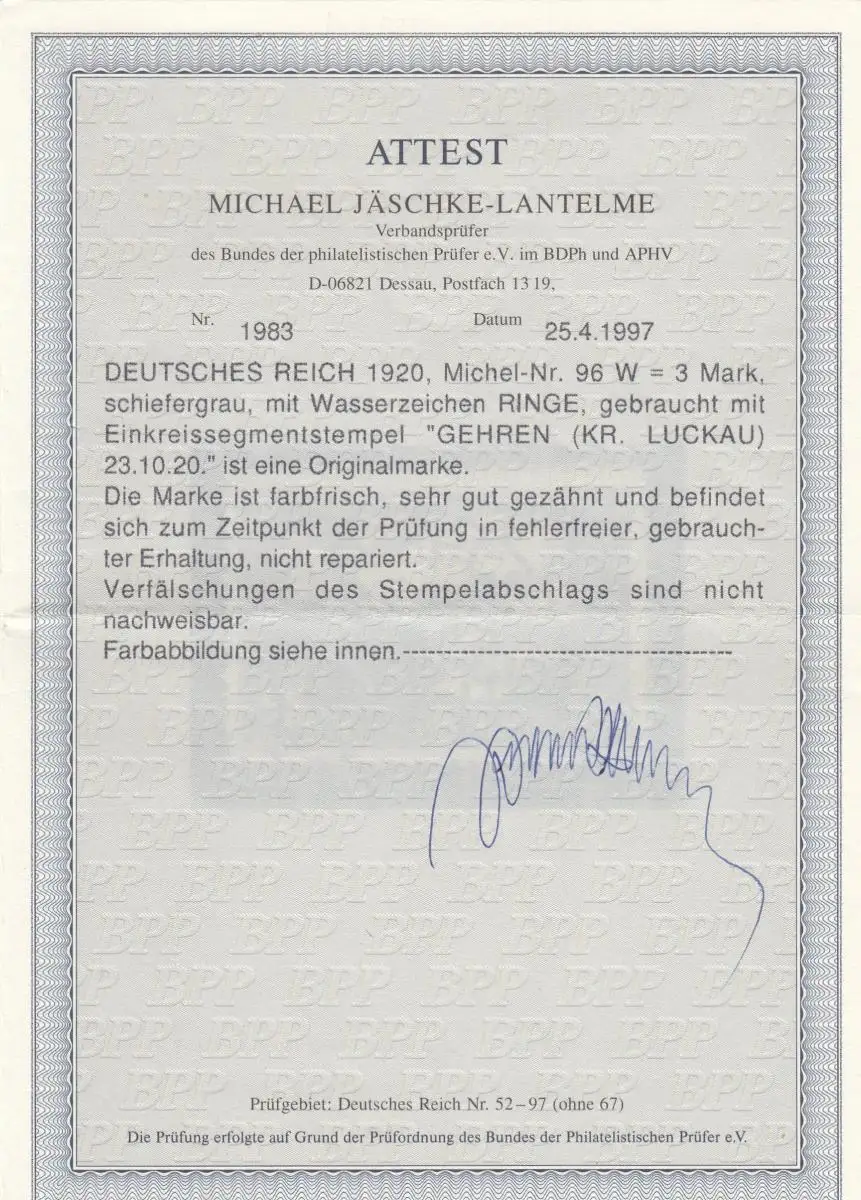 ATTEST
MICHAEL JÄSCHKE-LANTELME
Verbandsprüfer
des Bundes der philatelistischen Prüfer e.V. im BDPh und APHV
D-06821 Dessau, Postfach 13 19,
Nr. 1983 Datum 25.4.1997
DEUTSCHES REICH 1920, Michel-Nr. 96 W = 3 Mark,
schiefergrau, mit Wasserzeichen RINGE, gebraucht mit
Einkreissegmentstempel "GEHREN (KR. LUCKAU)
23.10.20." ist eine Originalmarke.
Die Marke ist farbfrisch, sehr gut gezähnt und befindet
sich zum Zeitpunkt der Prüfung in fehlerfreier, gebrauch-
ter Erhaltung, nicht repariert.
Verfälschungen des Stempelabschlags sind nicht
nachweisbar.
Farbabbildung siehe innen.----------------------------------------
Prüfgebiet: Deutsches Reich Nr. 52–97 (ohne 67)
Die Prüfung erfolgte auf Grund der Prüfordnung des Bundes der Philatelistischen Prüfer e.V.